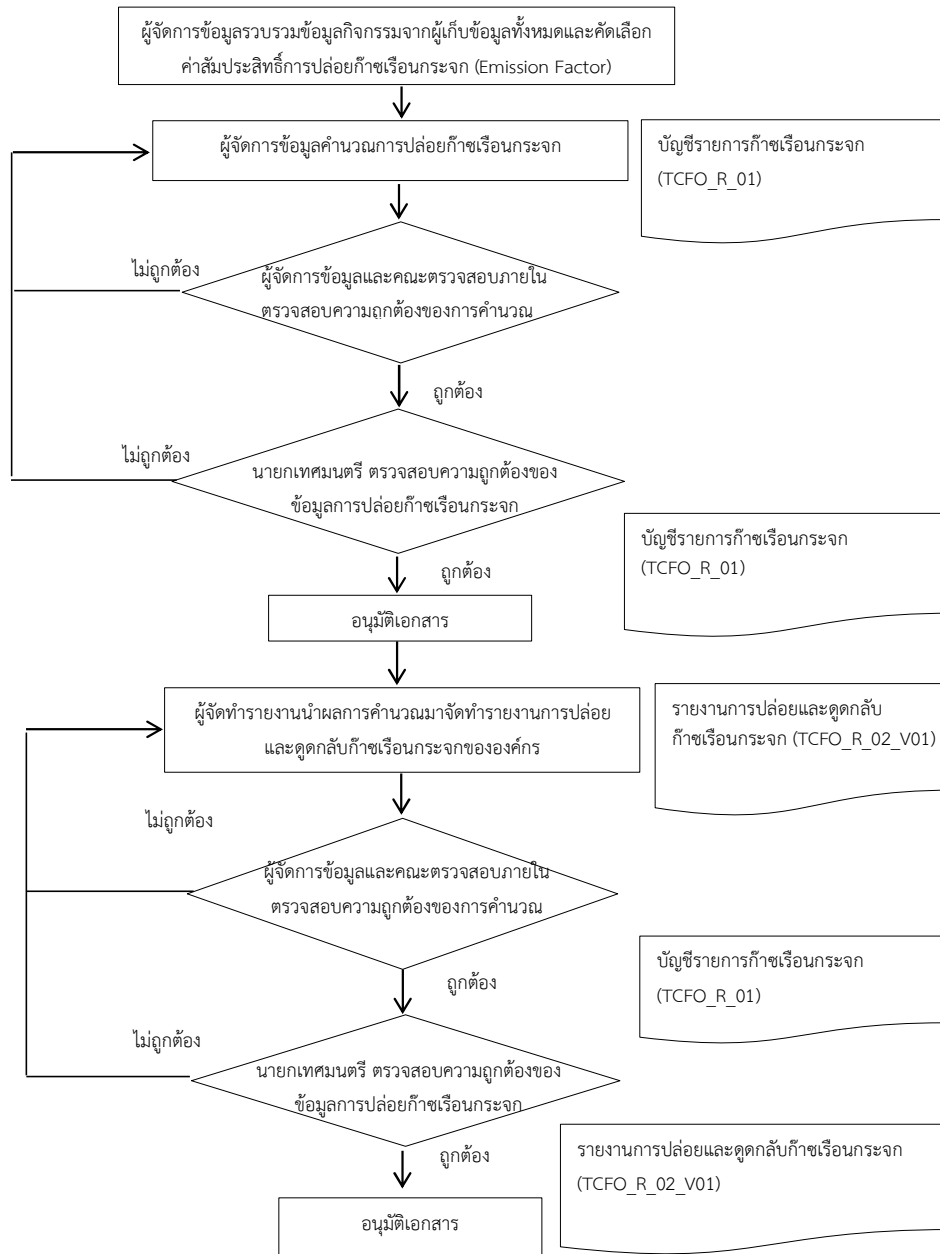 ผู้จัดการข้อมูลรวบรวมข้อมูลกิจกรรมจากผู้เก็บข้อมูลทั้งหมดและคัดเลือก
ค่าสัมประสิทธิ์การปล่อยก๊าซเรือนกระจก (Emission Factor)
ผู้จัดการข้อมูลคำนวณการปล่อยก๊าซเรือนกระจก
บัญชีรายการก๊าซเรือนกระจก
(TCFO_R_01)
ไม่ถูกต้อง
ผู้จัดการข้อมูลและคณะตรวจสอบภายใน
ตรวจสอบความถูกต้องของการคำนวณ
ถูกต้อง
ไม่ถูกต้อง
นายกเทศมนตรี ตรวจสอบความถูกต้องของ
ข้อมูลการปล่อยก๊าซเรือนกระจก
บัญชีรายการก๊าซเรือนกระจก
(TCFO_R_01)
ถูกต้อง
อนุมัติเอกสาร
ผู้จัดทำรายงานนำผลการคำนวณมาจัดทำรายงานการปล่อย
และดูดกลับก๊าซเรือนกระจกขององค์กร
รายงานการปล่อยและดูดกลับ
ก๊าซเรือนกระจก (TCFO_R_02_V01)
ไม่ถูกต้อง
ผู้จัดการข้อมูลและคณะตรวจสอบภายใน
ตรวจสอบความถูกต้องของการคำนวณ
บัญชีรายการก๊าซเรือนกระจก
(TCFO_R_01)
ถูกต้อง
ไม่ถูกต้อง
นายกเทศมนตรี ตรวจสอบความถูกต้องของ
ข้อมูลการปล่อยก๊าซเรือนกระจก
ถูกต้อง
รายงานการปล่อยและดูดกลับก๊าซเรือนกระจก
(TCFO_R_02_V01)
อนุมัติเอกสาร